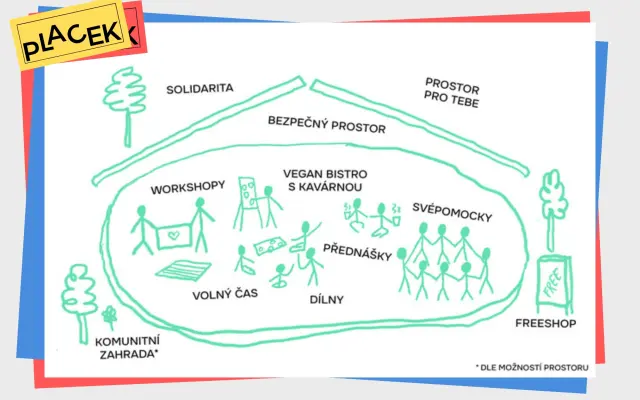 PLACEK
SOLIDARITA
PROSTOR
PRO TEBE
BEZPEČNÝ PROSTOR
WORKSHOPY
VEGAN BISTRO
S KAVÁRNOU
SVÉPOMOCKY
PŘEDNÁŠKY
VOLNÝ ČAS
DÍLNY
FREE
FREESHOP
KOMUNITNÍ
ZAHRADA*
* DLE MOŽNOSTÍ PROSTORU